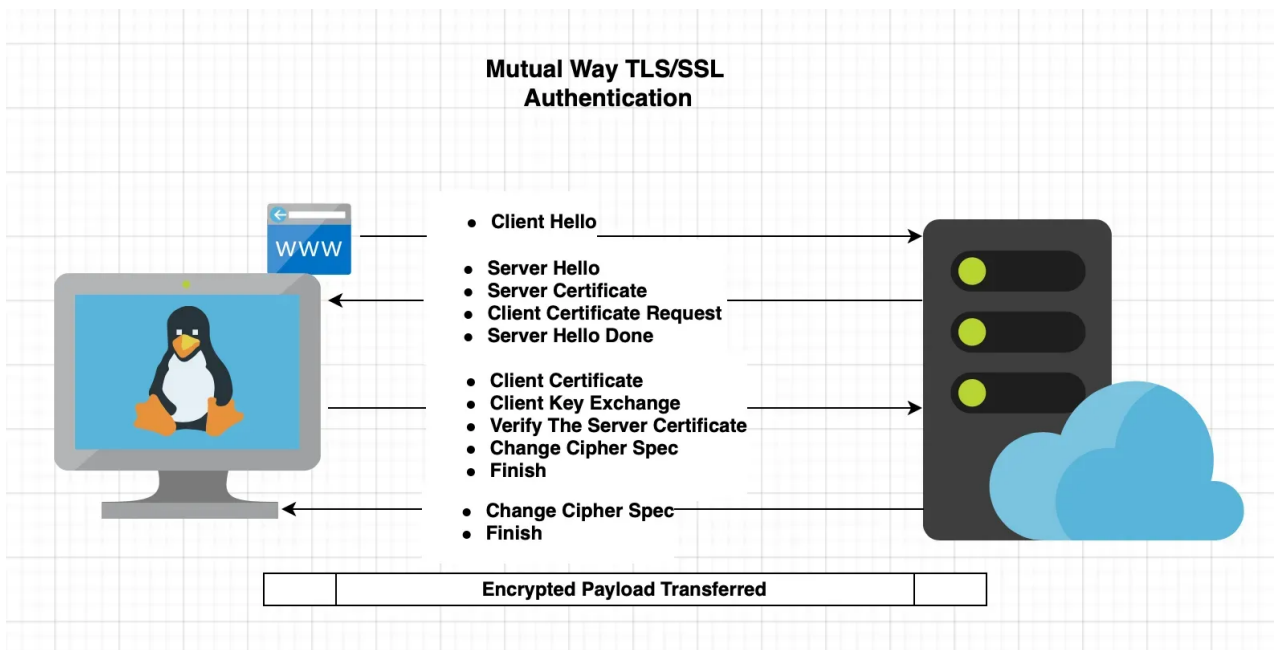 Mutual Way TLS/SSL
Authentication
WWW
● Client Hello
● Server Hello
● Server Certificate
● Client Certificate Request
● Server Hello Done
● Client Certificate
● Client Key Exchange
● Verify The Server Certificate
● Change Cipher Spec
● Finish
● Change Cipher Spec
● Finish
Encrypted Payload Transferred